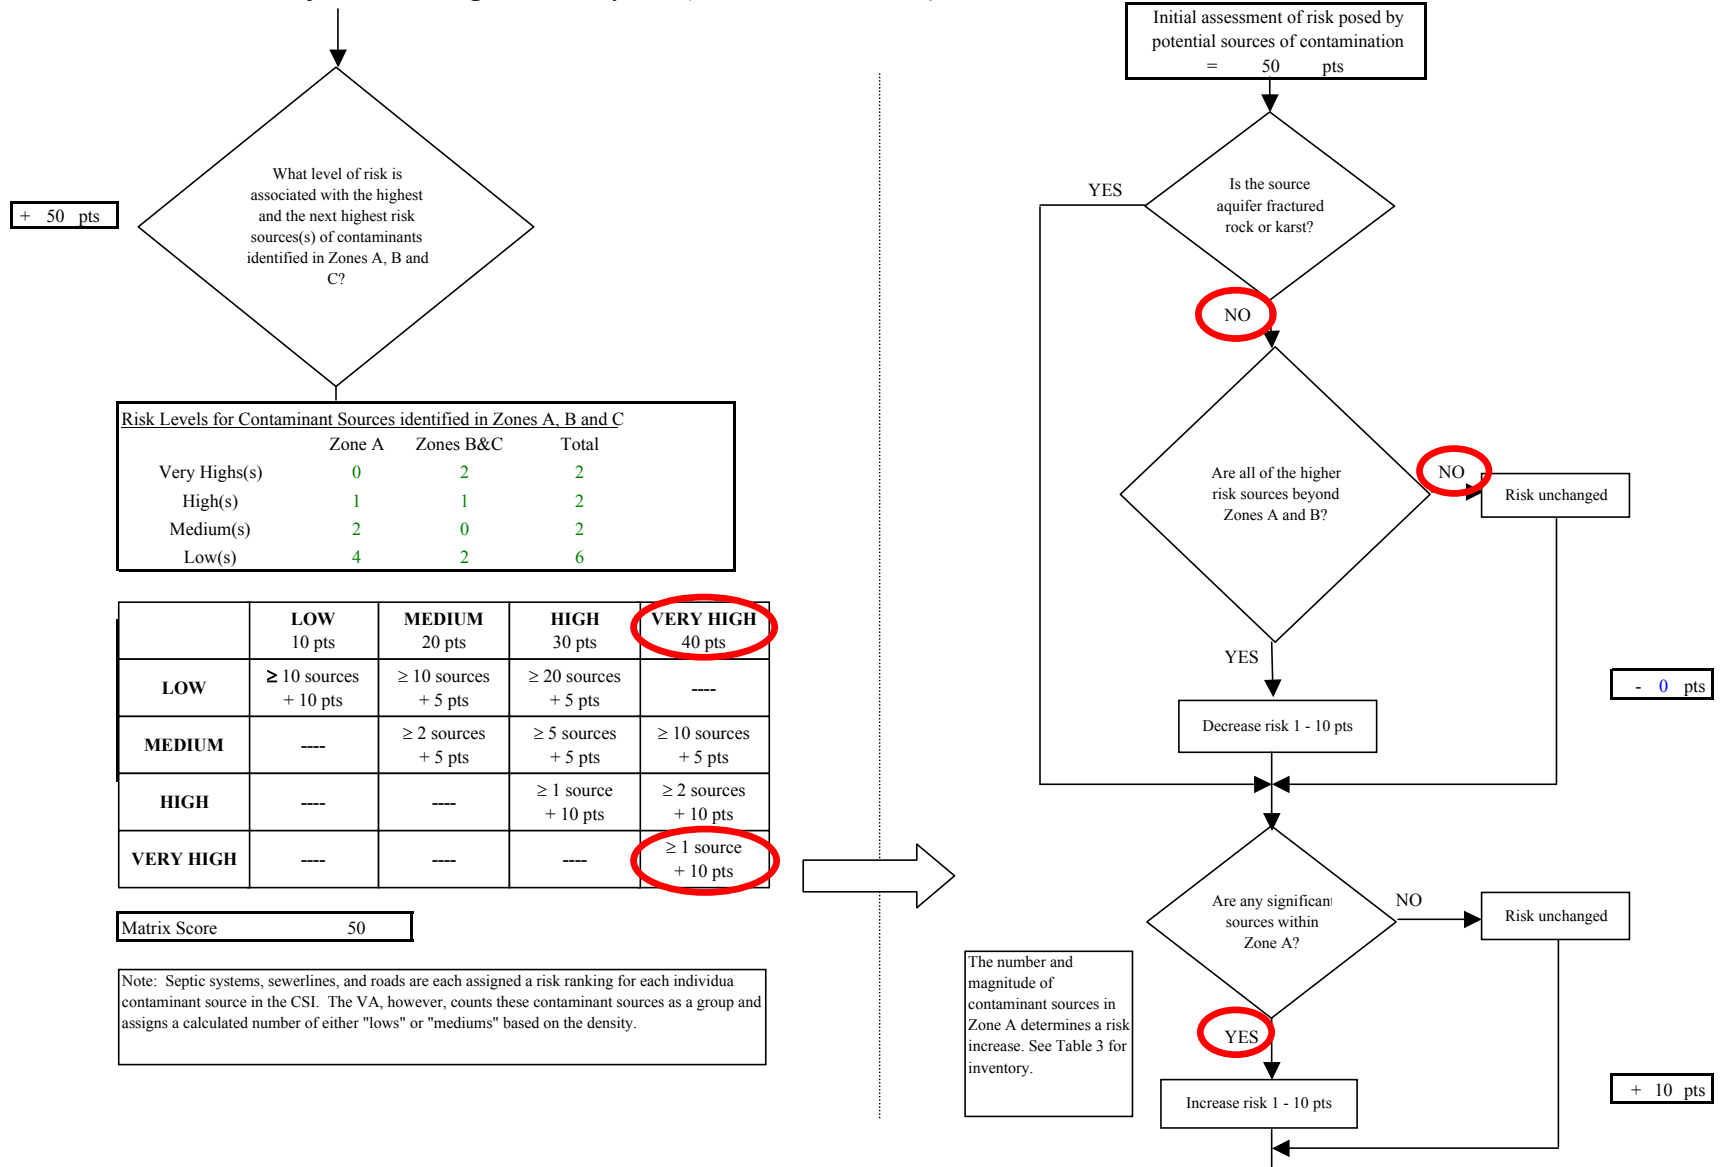 + 50 pts
What level of risk is
associated with the highest
and the next highest risk
sources(s) of contaminants
identified in Zones A, B and
C?
Risk Levels for Contaminant Sources identified in Zones A, B and C
Zone A Zones B&C Total
Very Highs(s) 0 2 2
High(s) 1 1 2
Medium(s) 2 0 2
Low(s) 4 2 6
LOW MEDIUM HIGH VERY HIGH
10 pts 20 pts 30 pts 40 pts
LOW ≥ 10 sources ≥ 10 sources ≥ 20 sources ----
+ 10 pts + 5 pts + 5 pts
MEDIUM ---- ≥ 2 sources ≥ 5 sources ≥ 10 sources
+ 5 pts + 5 pts + 5 pts
HIGH ---- ---- ≥ 1 source ≥ 2 sources
+ 10 pts + 10 pts
VERY HIGH ---- ---- ---- ≥ 1 source
+ 10 pts
Matrix Score 50
Note: Septic systems, sewerlines, and roads are each assigned a risk ranking for each individua
contaminant source in the CSI. The VA, however, counts these contaminant sources as a group and
assigns a calculated number of either "lows" or "mediums" based on the density.
Initial assessment of risk posed by
potential sources of contamination
= 50 pts
YES
Is the source
aquifer fractured
rock or karst?
NO
Are all of the higher
risk sources beyond
Zones A and B?
NO
Risk unchanged
YES
- 0 pts
Decrease risk 1 - 10 pts
Are any significant
sources within
Zone A?
NO
Risk unchanged
The number and
magnitude of
contaminant sources in
Zone A determines a risk
increase. See Table 3 for
inventory.
YES
+ 10 pts
Increase risk 1 - 10 pts